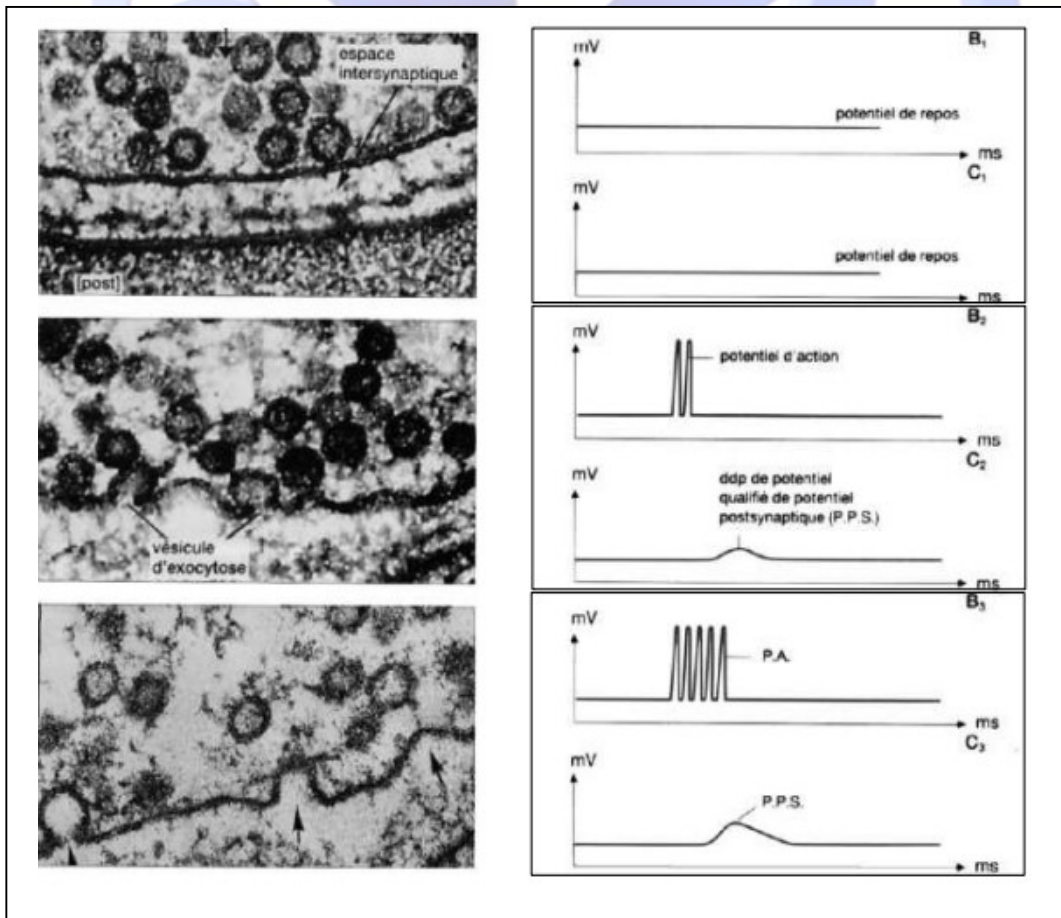 espace
intersynaptique
[post]
B1
mV
potentiel de repos
ms
C1
mV
potentiel de repos
ms
vésicule
d'exocytose
B2
mV
potentiel d'action
ms
C2
mV
ddp de potentiel
qualifié de potentiel
postsynaptique (P.P.S.)
ms
B3
mV
P.A.
ms
C3
mV
P.P.S.
ms